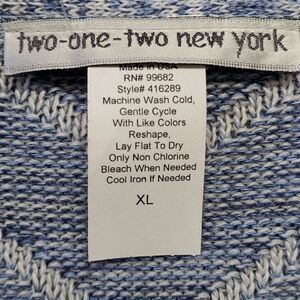 two-one-two new york
Made in USA
RN# 99682
Style# 416289
Machine Wash Cold,
Gentle Cycle
With Like Colors
Reshape,
Lay Flat To Dry
Only Non Chlorine
Bleach When Needed
Cool Iron If Needed
XL